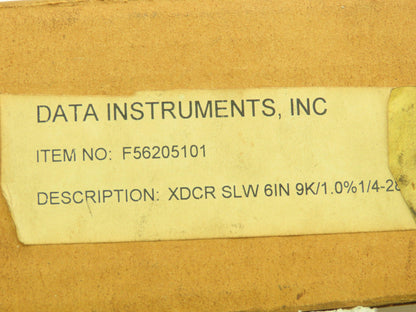 DATA INSTRUMENTS, INC
ITEM NO: F56205101
DESCRIPTION: XDCR SLW 6IN 9K/1.0%1/4-28